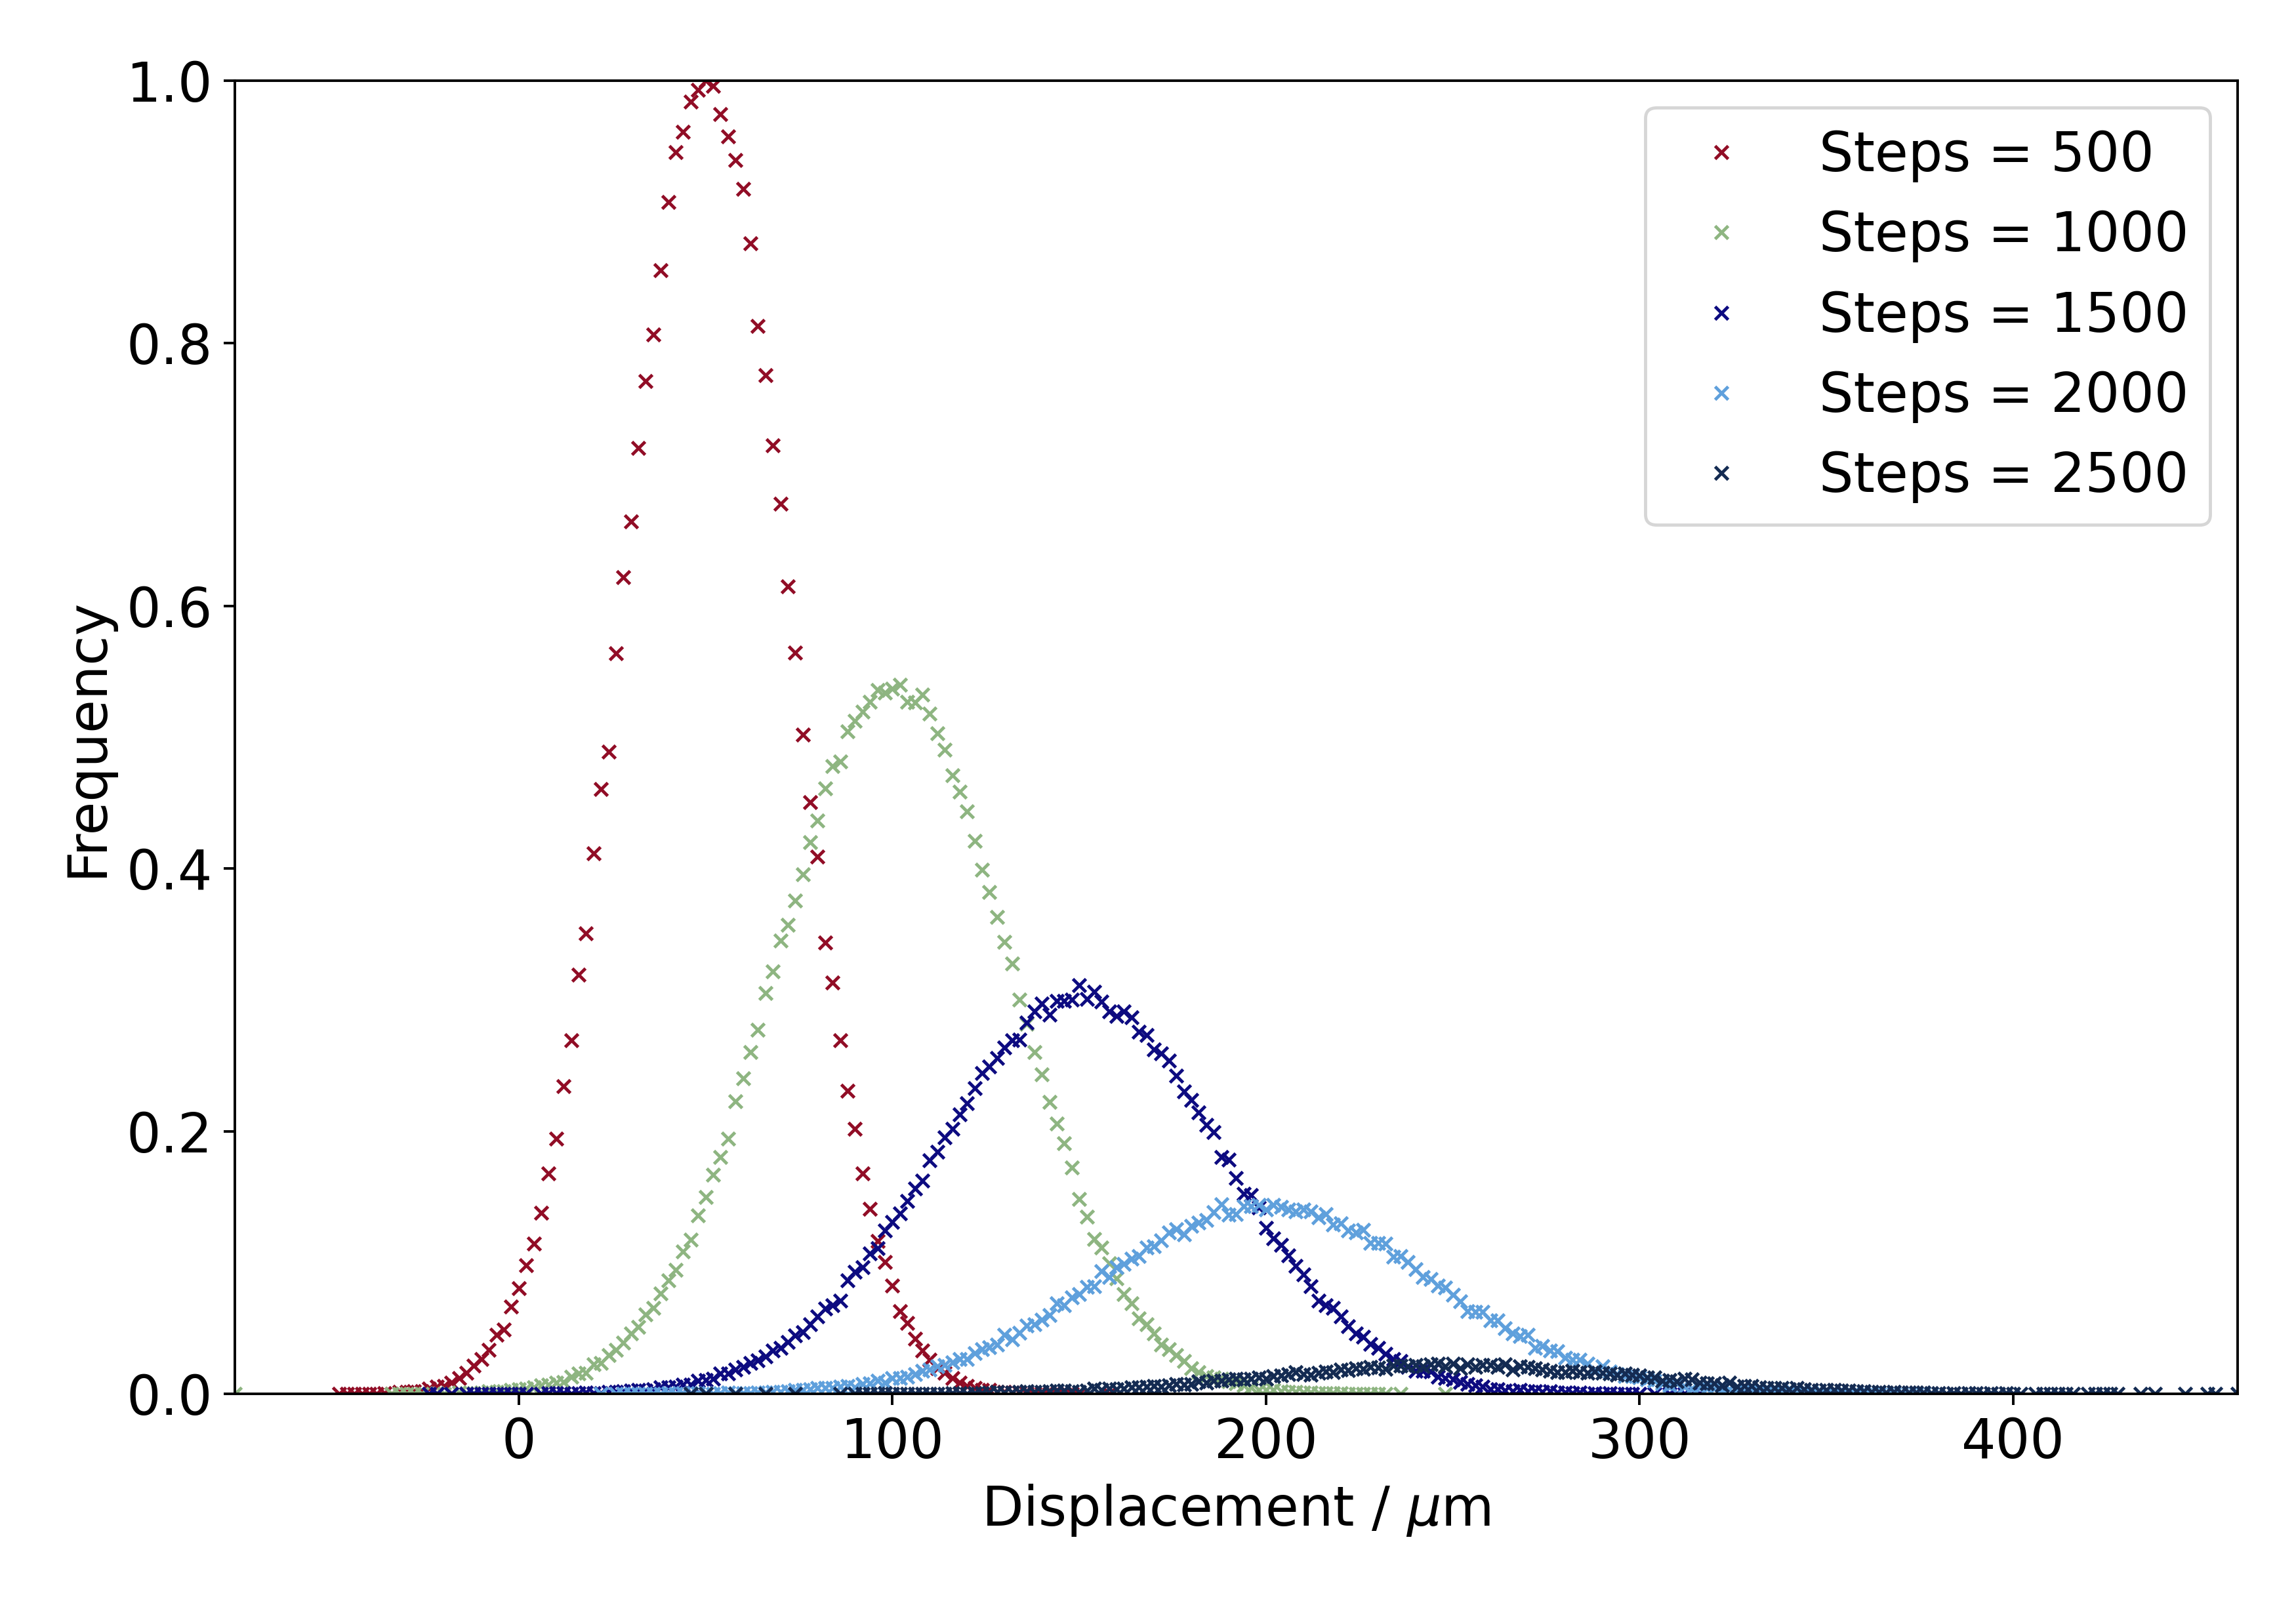 1.0
0.8
0.6
0.4
0.2
0.0
Frequency
0 100 200 300 400
Displacement / μm
Steps = 500
Steps = 1000
Steps = 1500
Steps = 2000
Steps = 2500